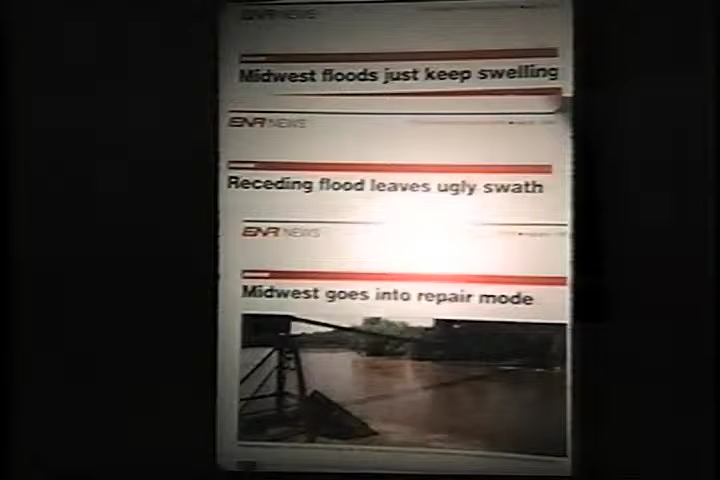 ENR NEWS
Midwest floods just keep swelling
ENR NEWS
Receding flood leaves ugly swath
ENR NEWS
Midwest goes into repair mode